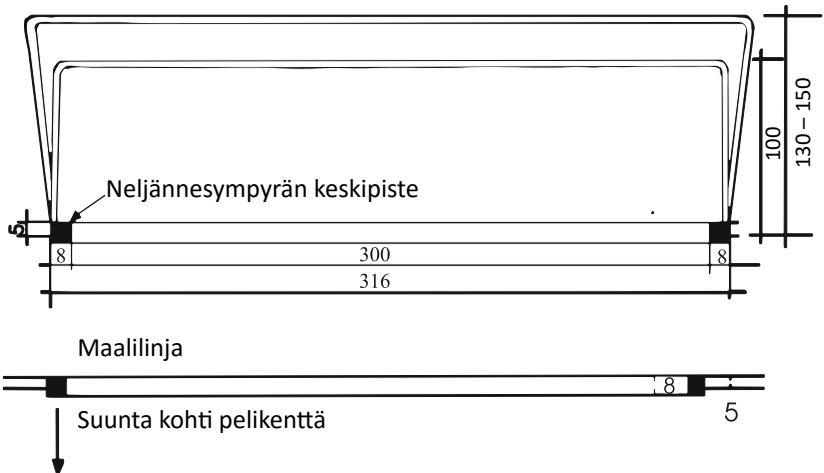 100
130 – 150
Neljännesympyrän keskipiste
5
8
300
8
316
Maalilinja
8
5
Suunta kohti pelikenttä